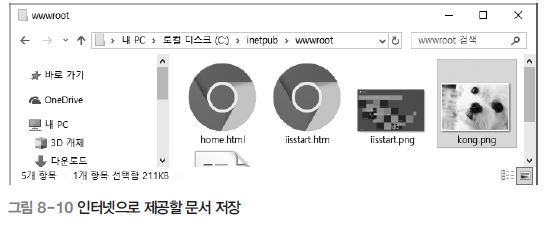 wwwroot
내 PC > 로컬 디스크 (C:) > inetpub > wwwroot
wwwroot 검색
바로 가기
OneDrive
내 PC
3D 개체
다운로드
home.html
iisstart.htm
iisstart.png
kong.png
5개 항목 1개 항목 선택함 211KB
그림 8-10 인터넷으로 제공할 문서 저장